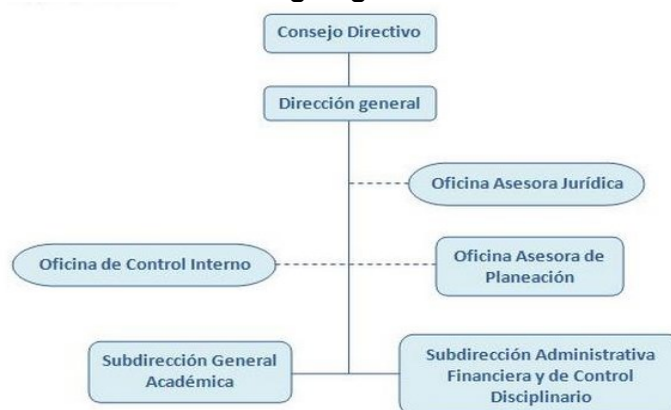 Consejo Directivo
Dirección general
Oficina Asesora Jurídica
Oficina de Control Interno
Oficina Asesora de
Planeación
Subdirección General
Académica
Subdirección Administrativa
Financiera y de Control
Disciplinario